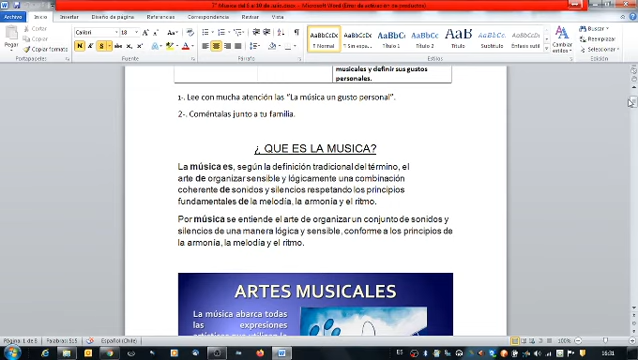 Archivo Inicio Insertar Diseño de página Referencias Correspondencia Revisar Vista
Cortar
Copiar
Pegar Copiar formato
Calibri 18
Portapapeles Fuente Párrafo Estilos Edición
AaBbCcDc AaBbCcDc AaBbC AaBbCc AaB AaBbCc AaBbCcDc
¶ Normal Título 1 Título 2 Título Subtítulo Énfasis sutil
Cambiar estilos
Buscar
Reemplazar
Seleccionar
musicales y definir sus gustos
personales.
1-. Lee con mucha atención las “La música un gusto personal”.
2-. Coméntalas junto a tu familia.
¿ QUE ES LA MUSICA?
La música es, según la definición tradicional del término, el
arte de organizar sensible y lógicamente una combinación
coherente de sonidos y silencios respetando los principios
fundamentales de la melodía, la armonía y el ritmo.
Por música se entiende el arte de organizar un conjunto de sonidos y
silencios de una manera lógica y sensible, conforme a los principios de
la armonía, la melodía y el ritmo.
ARTES MUSICALES
La música abarca todas
las expresiones
Palabras: 515 Español (Chile) 100%
16:31